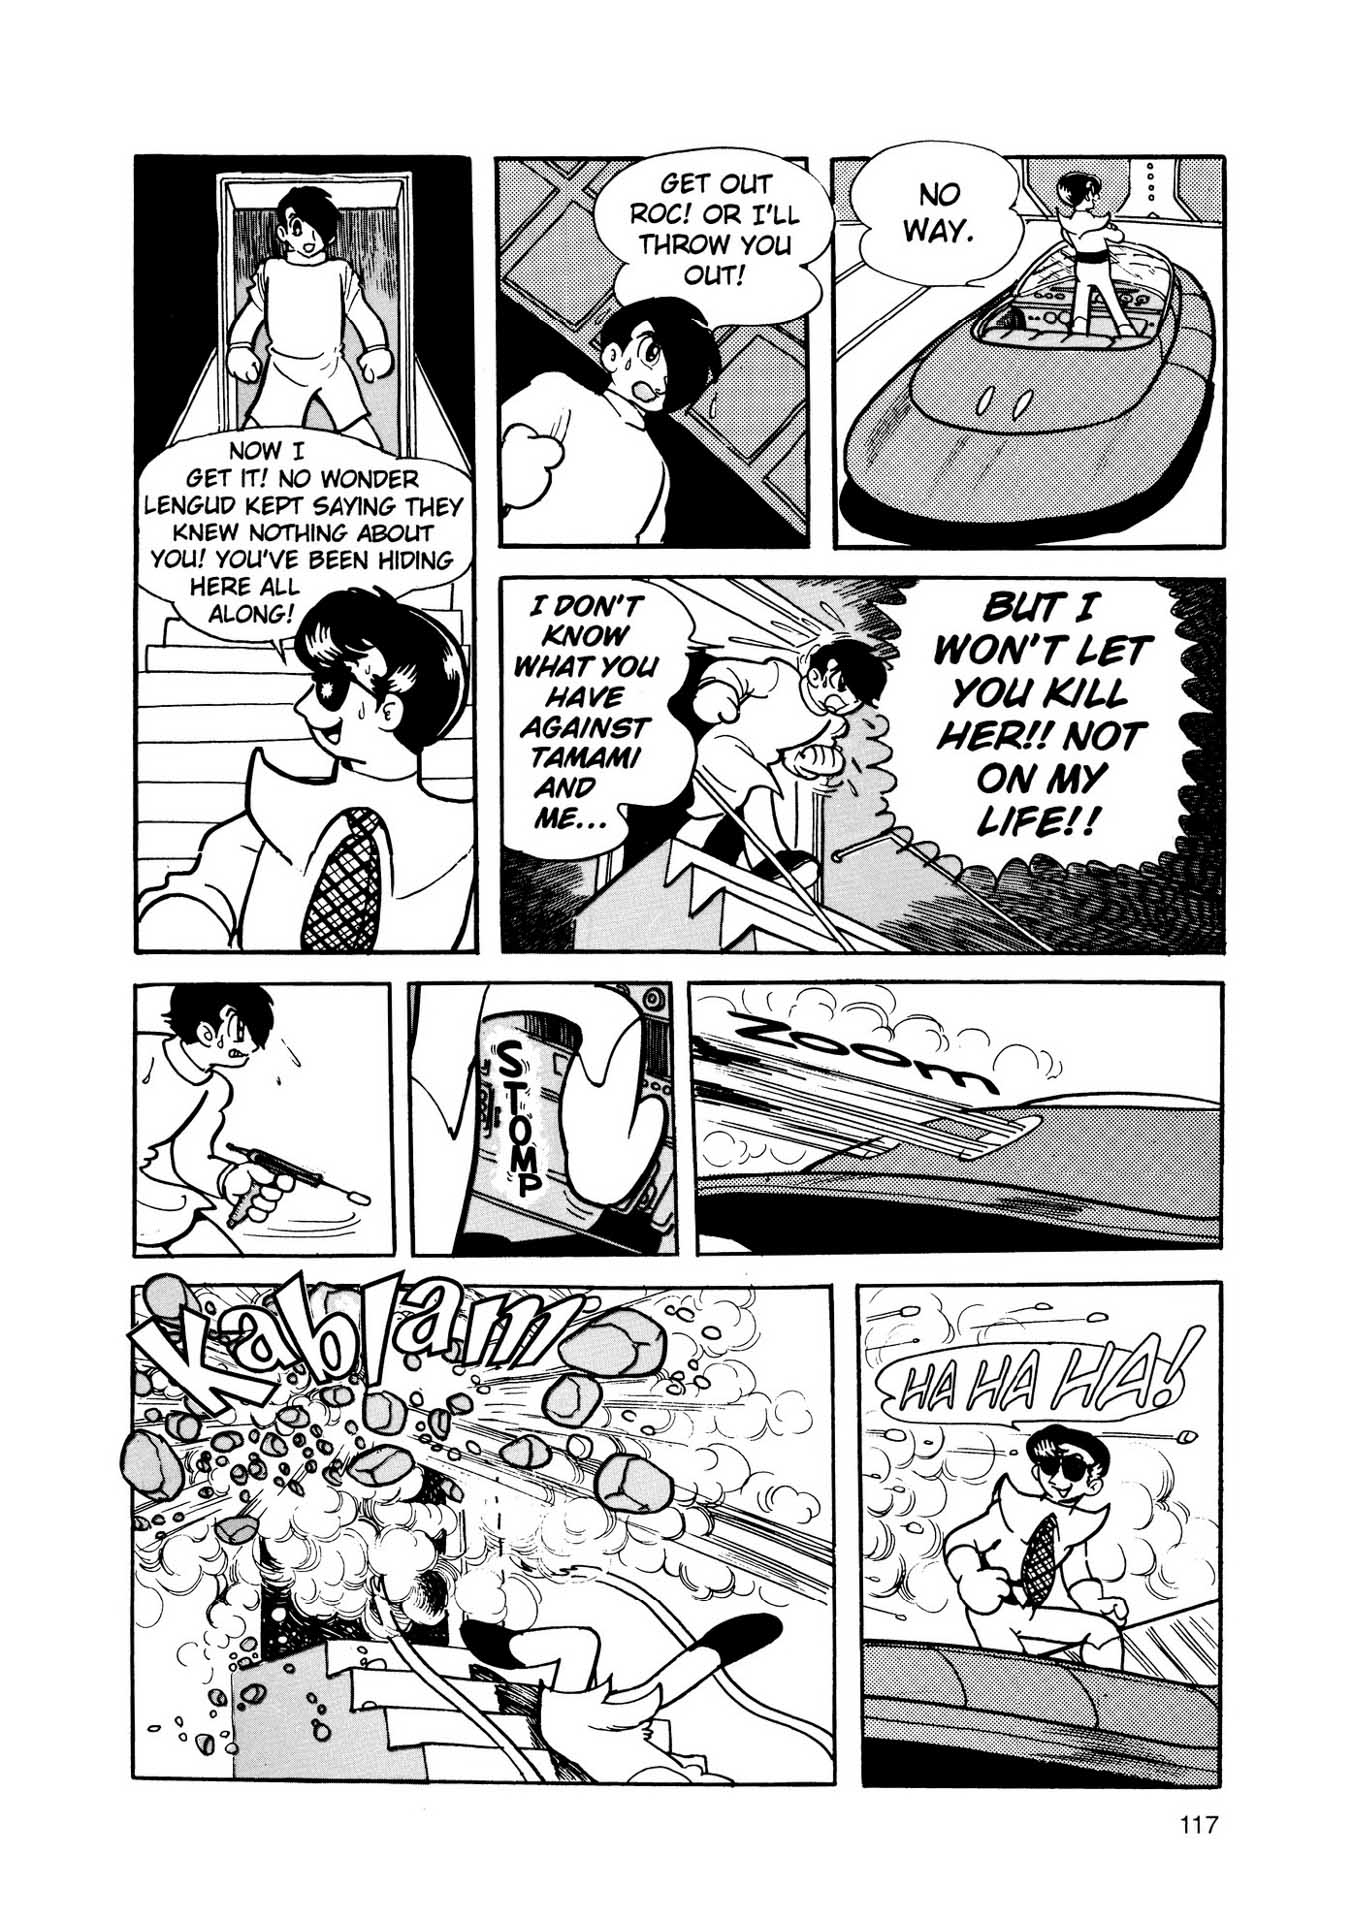 NOW I
GET IT! NO WONDER
LENGUD KEPT SAYING THEY
KNEW NOTHING ABOUT
YOU! YOU'VE BEEN HIDING
HERE ALL
ALONG!
GET OUT
ROC! OR I'LL
THROW YOU
OUT!
NO
WAY.
I DON'T
KNOW
WHAT YOU
HAVE
AGAINST
TAMAMI
AND
ME...
BUT I
WON'T LET
YOU KILL
HER!! NOT
ON MY
LIFE!!
STOMP
ZOOM
Kablam
HA HA HA!
117